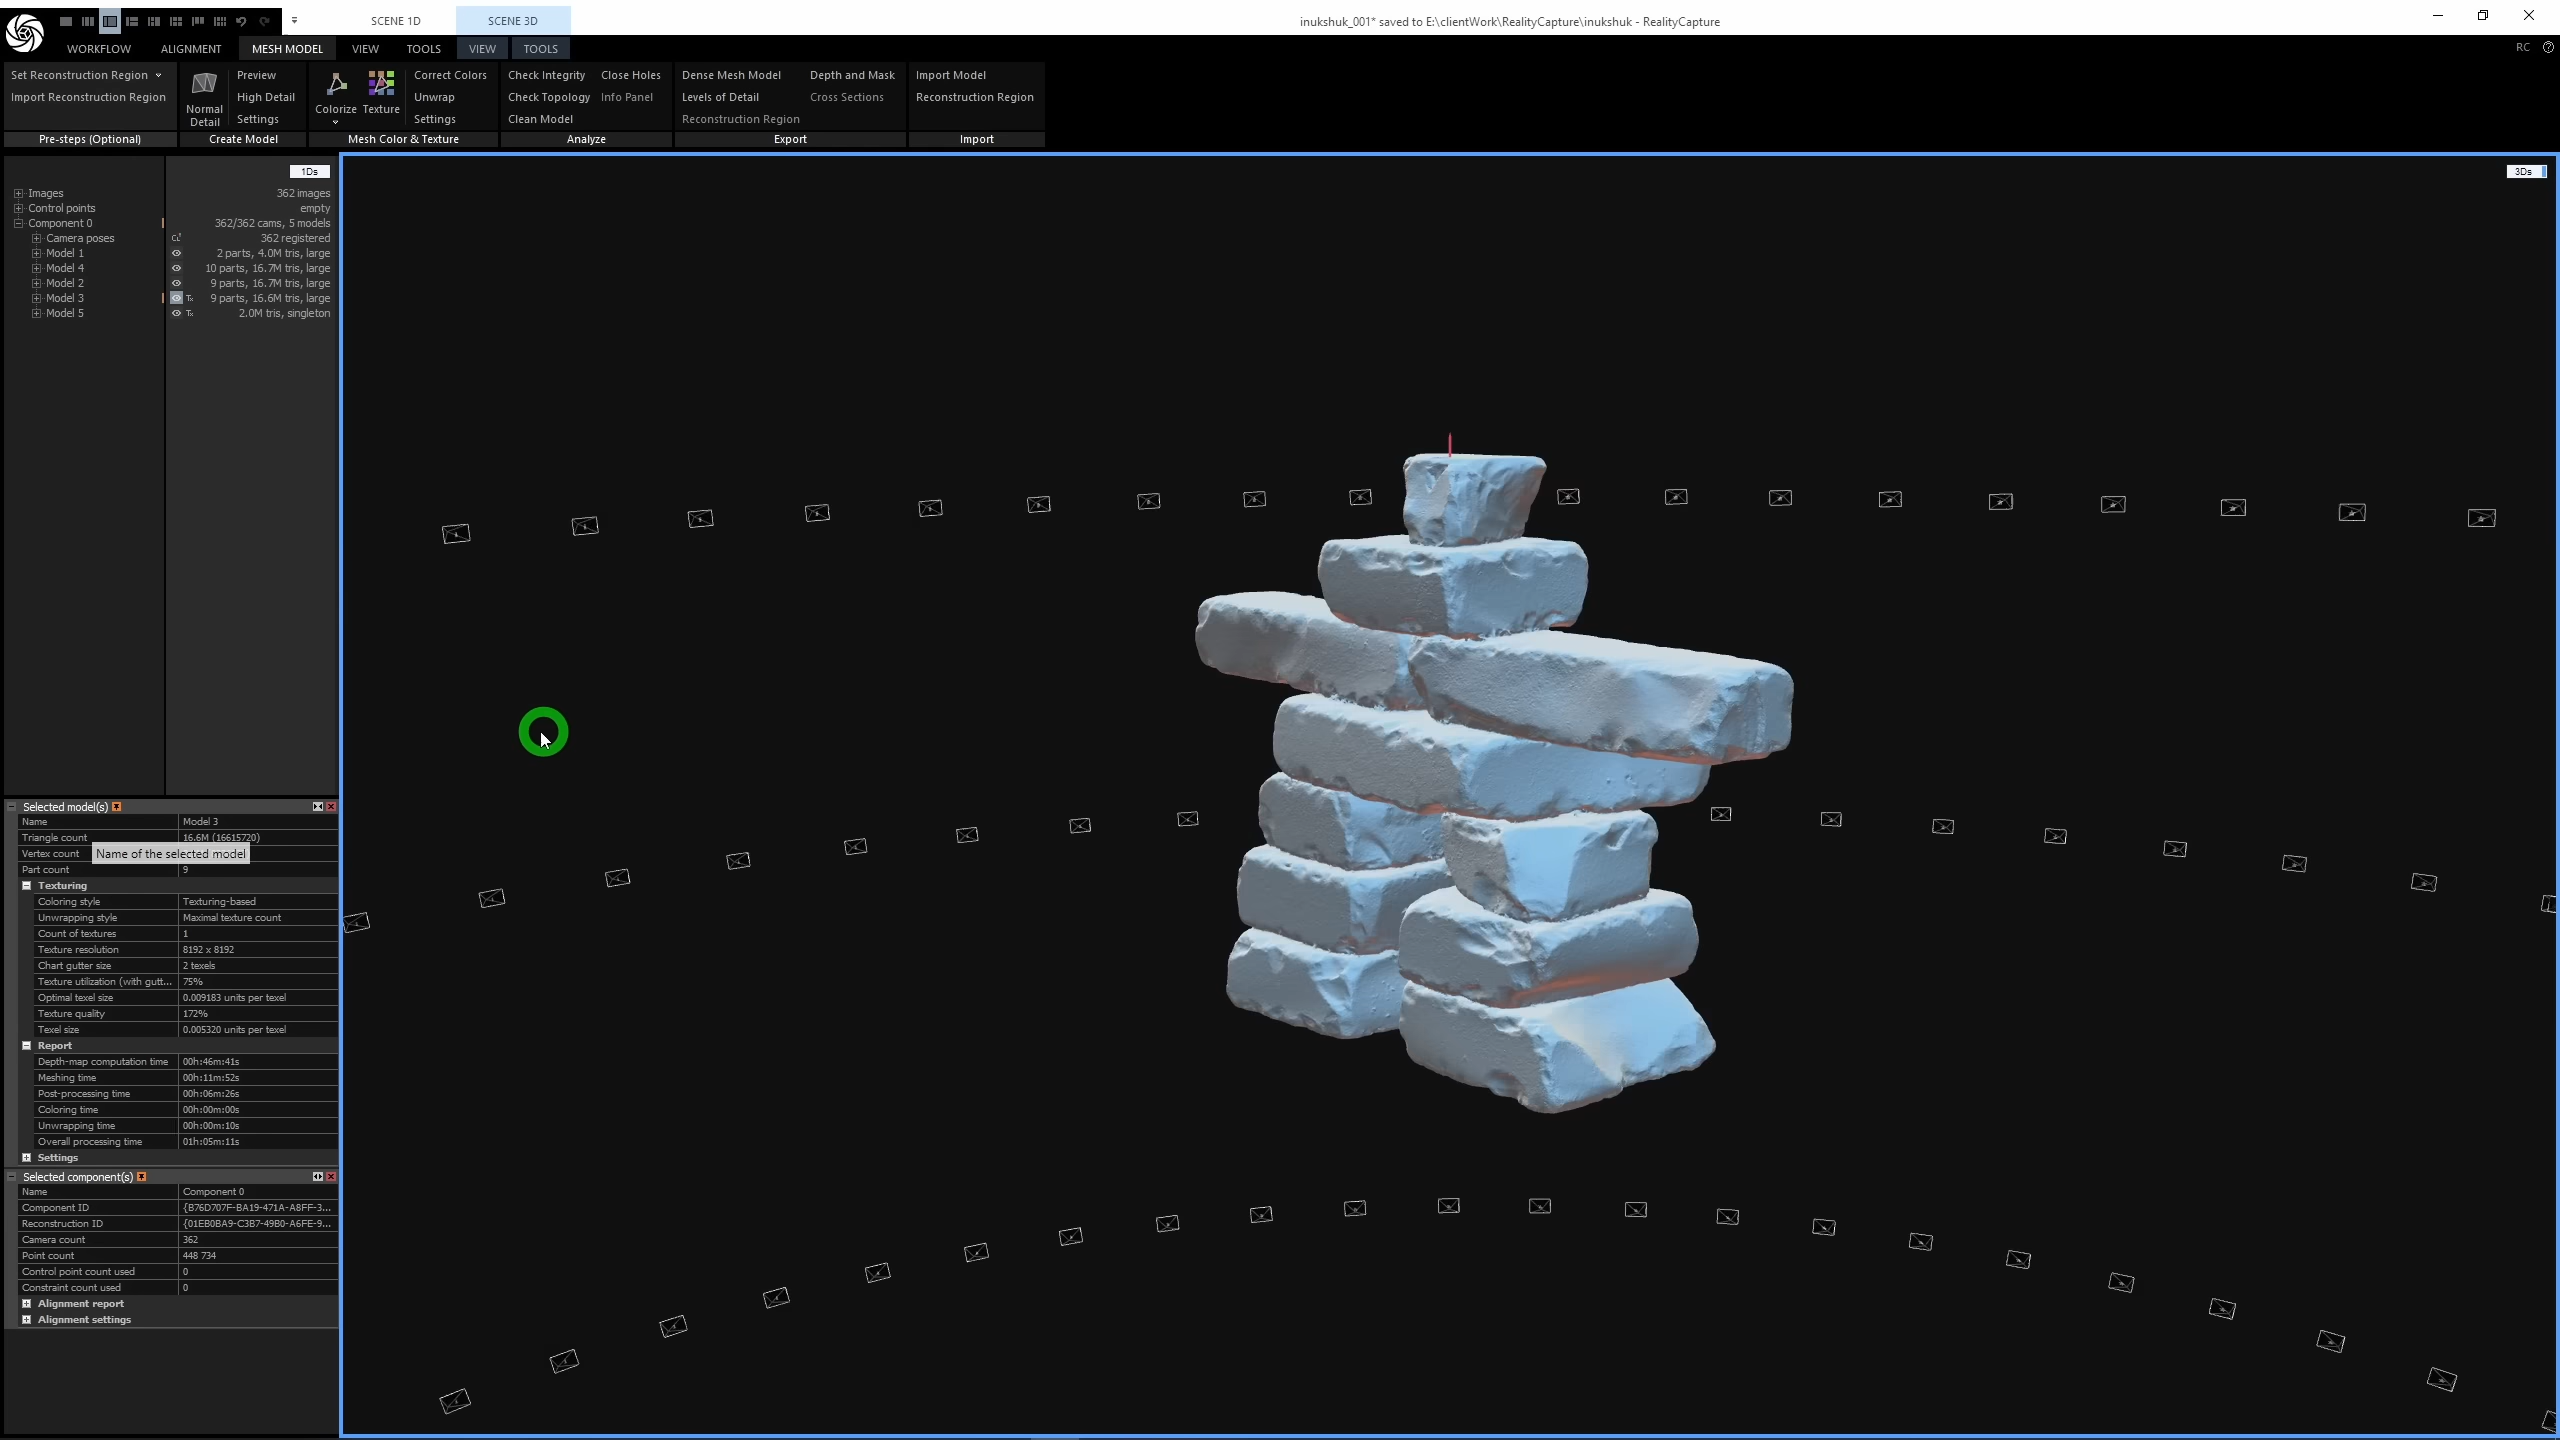 SCENE 1D
SCENE 3D
inukshuk_001* saved to E:\clientWork\RealityCapture\inukshuk - RealityCapture
WORKFLOW
ALIGNMENT
MESH MODEL
VIEW
TOOLS
VIEW
TOOLS
RC
Set Reconstruction Region
Import Reconstruction Region
Pre-steps (Optional)
Normal
Detail
Preview
High Detail
Settings
Create Model
Colorize
Texture
Correct Colors
Unwrap
Settings
Mesh Color & Texture
Check Integrity
Check Topology
Clean Model
Close Holes
Info Panel
Analyze
Dense Mesh Model
Levels of Detail
Reconstruction Region
Depth and Mask
Cross Sections
Export
Import Model
Reconstruction Region
Import
1Ds
3Ds
Images 362 images
Control points empty
Component 0 362/362 cams, 5 models
Camera poses 362 registered
Model 1 2 parts, 4.0M tris, large
Model 4 10 parts, 16.7M tris, large
Model 2 9 parts, 16.7M tris, large
Model 3 9 parts, 16.6M tris, large
Model 5 2.0M tris, singleton
Selected model(s)
Name Model 3
Triangle count 16.6M (16615720)
Vertex count
Name of the selected model
Part count 9
Texturing
Coloring style Texturing-based
Unwrapping style Maximal texture count
Count of textures 1
Texture resolution 8192 x 8192
Chart gutter size 2 texels
Texture utilization (with gutt... 75%
Optimal texel size 0.009183 units per texel
Texture quality 172%
Texel size 0.005320 units per texel
Report
Depth-map computation time 00h:46m:41s
Meshing time 00h:11m:52s
Post-processing time 00h:06m:26s
Coloring time 00h:00m:00s
Unwrapping time 00h:00m:10s
Overall processing time 01h:05m:11s
Settings
Selected component(s)
Name Component 0
Component ID {B76D707F-BA19-471A-A8FF-3...
Reconstruction ID {01EB0BA9-C3B7-49B0-A6FE-9...
Camera count 362
Point count 448 734
Control point count used 0
Constraint count used 0
Alignment report
Alignment settings